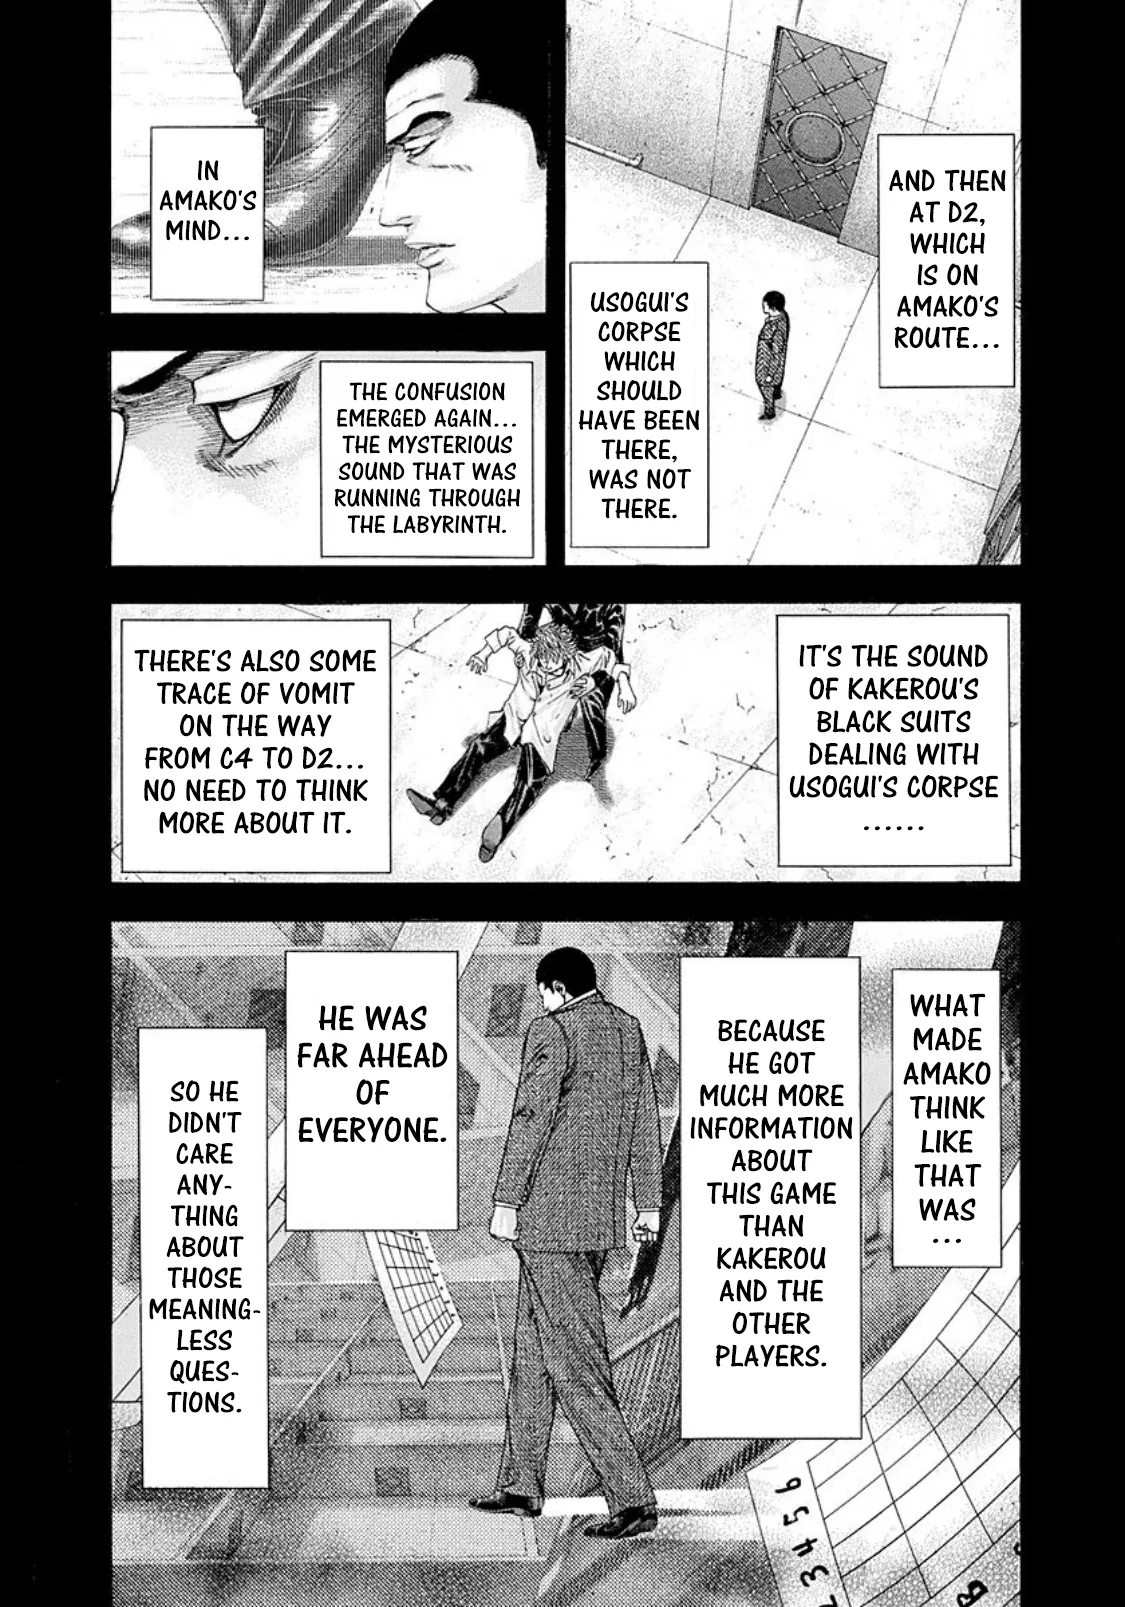 AND THEN
AT D2,
WHICH
IS ON
AMAKO'S
ROUTE...
USOGUI'S
CORPSE
WHICH
SHOULD
HAVE BEEN
THERE,
WAS NOT
THERE.
IN
AMAKO'S
MIND...
THE CONFUSION
EMERGED AGAIN...
THE MYSTERIOUS
SOUND THAT WAS
RUNNING THROUGH
THE LABYRINTH.
IT'S THE SOUND
OF KAKEROU'S
BLACK SUITS
DEALING WITH
USOGUI'S CORPSE
......
THERE'S ALSO SOME
TRACE OF VOMIT
ON THE WAY
FROM C4 TO D2...
NO NEED TO THINK
MORE ABOUT IT.
WHAT
MADE
AMAKO
THINK
LIKE
THAT
WAS
...
BECAUSE
HE GOT
MUCH MORE
INFORMATION
ABOUT
THIS GAME
THAN
KAKEROU
AND THE
OTHER
PLAYERS.
HE WAS
FAR AHEAD
OF
EVERYONE.
SO HE
DIDN'T
CARE
ANY-
THING
ABOUT
THOSE
MEANING-
LESS
QUES-
TIONS.
2 3 4 5 6
B